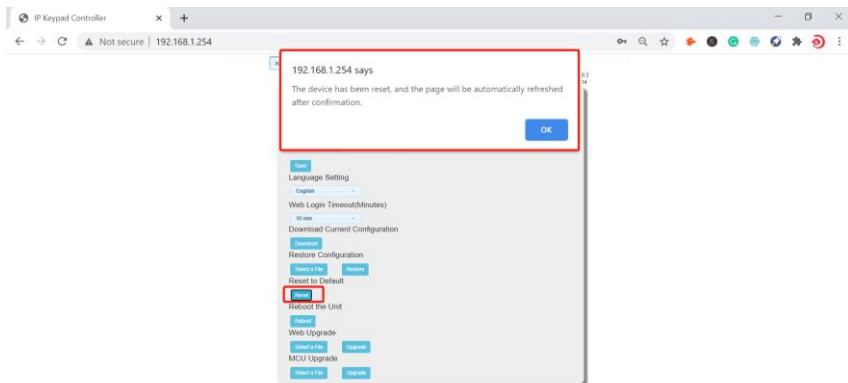 IP Keypad Controller
Not secure | 192.168.1.254
192.168.1.254 says
The device has been reset, and the page will be automatically refreshed
after confirmation.
OK
Save
Language Setting
English
Web Login Timeout(Minutes)
10 min
Download Current Configuration
Download
Restore Configuration
Select a File Restore
Reset to Default
Reset
Reboot the Unit
Reboot
Web Upgrade
Select a File Upgrade
MCU Upgrade
Select a File Upgrade